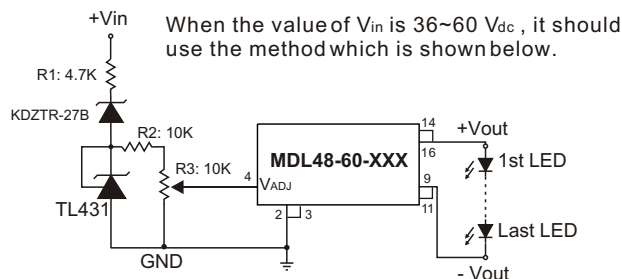 +Vin
When the value of Vin is 36~60 Vdc , it should
use the method which is shown below.
R1: 4.7K
KDZTR-27B
R2: 10K
R3: 10K
TL431
GND
4
VADJ
MDL48-60-XXX
2
3
14
16
9
11
+Vout
1st LED
Last LED
- Vout